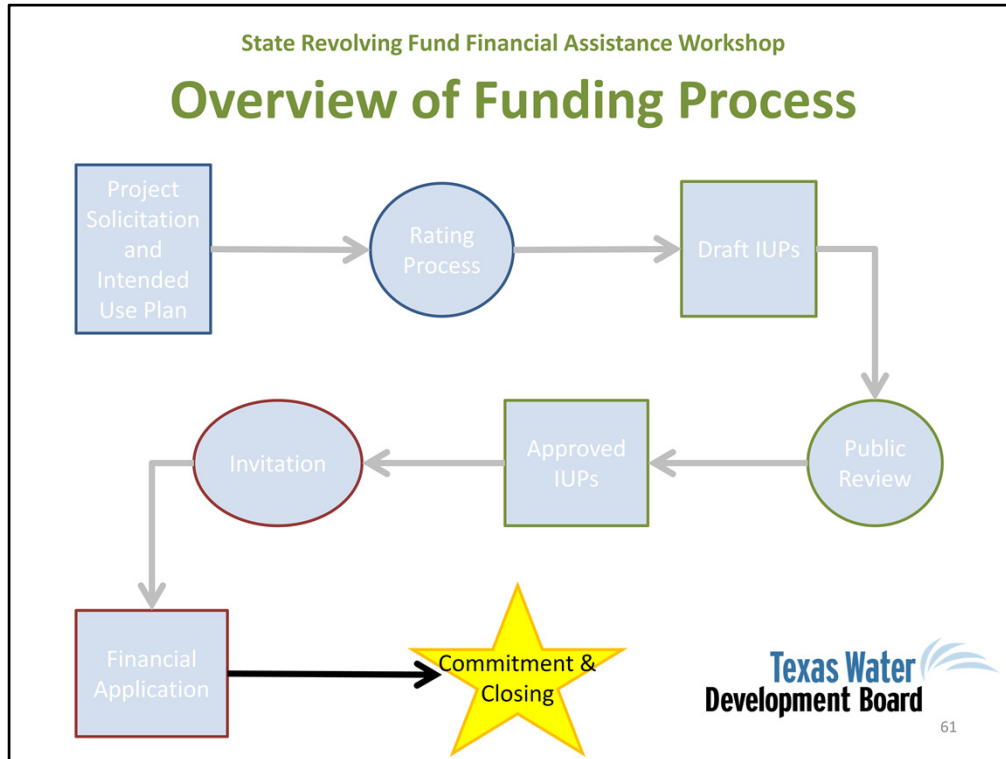 State Revolving Fund Financial Assistance Workshop
Overview of Funding Process
Project
Solicitation
and
Intended
Use Plan
Rating
Process
Draft IUPs
Public
Review
Approved
IUPs
Invitation
Financial
Application
Commitment &
Closing
Texas Water
Development Board
61